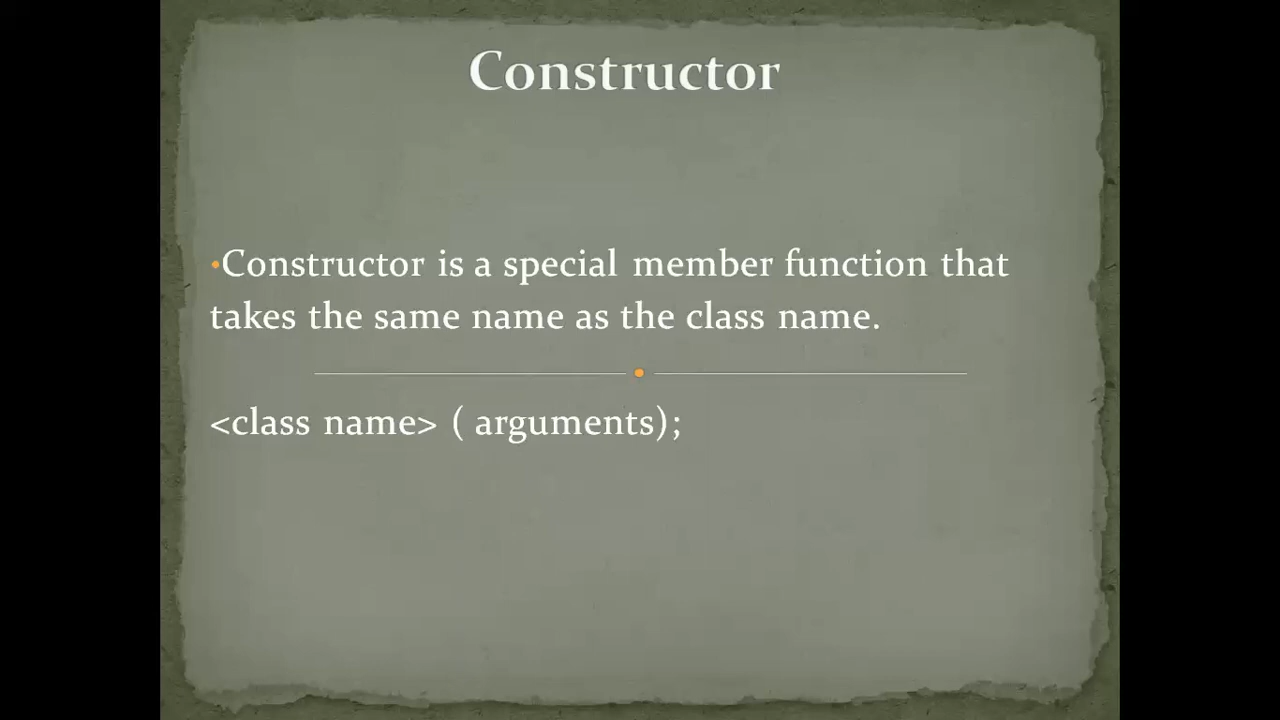 Constructor
•Constructor is a special member function that
takes the same name as the class name.
<class name> ( arguments);